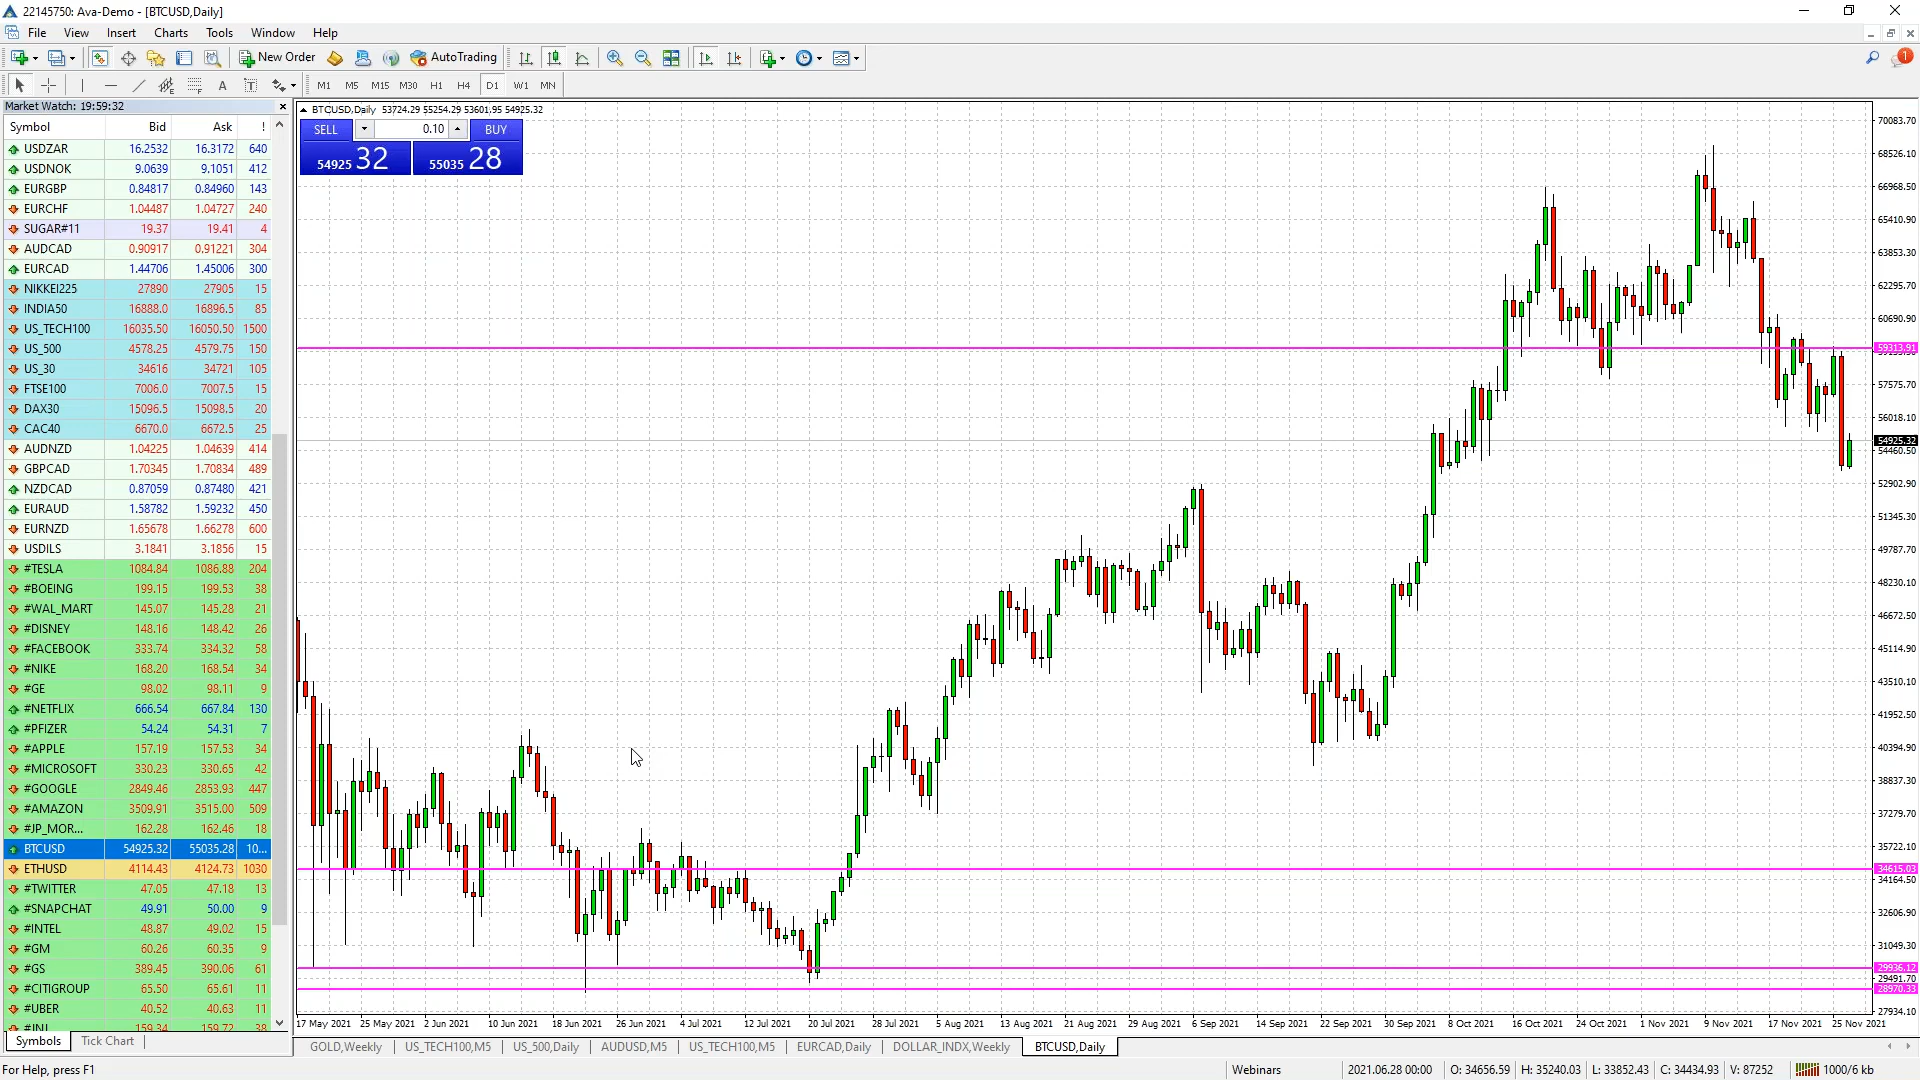 22145750: Ava-Demo - [BTCUSD,Daily]
File View Insert Charts Tools Window Help
New Order AutoTrading 1
A T M1 M5 M15 M30 H1 H4 D1 W1 MN
Market Watch: 19:59:32
Symbol Bid Ask !
USDZAR 16.2532 16.3172 640
USDNOK 9.0639 9.1051 412
EURGBP 0.84817 0.84960 143
EURCHF 1.04487 1.04727 240
SUGAR#11 19.37 19.41 4
AUDCAD 0.90917 0.91221 304
EURCAD 1.44706 1.45006 300
NIKKEI225 27890 27905 15
INDIA50 16888.0 16896.5 85
US_TECH100 16035.50 16050.50 1500
US_500 4578.25 4579.75 150
US_30 34616 34721 105
FTSE100 7006.0 7007.5 15
DAX30 15096.5 15098.5 20
CAC40 6670.0 6672.5 25
AUDNZD 1.04225 1.04639 414
GBPCAD 1.70345 1.70834 489
NZDCAD 0.87059 0.87480 421
EURAUD 1.58782 1.59232 450
EURNZD 1.65678 1.66278 600
USDILS 3.1841 3.1856 15
#TESLA 1084.84 1086.88 204
#BOEING 199.15 199.53 38
#WAL_MART 145.07 145.28 21
#DISNEY 148.16 148.42 26
#FACEBOOK 333.74 334.32 58
#NIKE 168.20 168.54 34
#GE 98.02 98.11 9
#NETFLIX 666.54 667.84 130
#PFIZER 54.24 54.31 7
#APPLE 157.19 157.53 34
#MICROSOFT 330.23 330.65 42
#GOOGLE 2849.46 2853.93 447
#AMAZON 3509.91 3515.00 509
#JP_MOR... 162.28 162.46 18
BTCUSD 54925.32 55035.28 10...
ETHUSD 4114.43 4124.73 1030
#TWITTER 47.05 47.18 13
#SNAPCHAT 49.91 50.00 9
#INTEL 48.87 49.02 15
#GM 60.26 60.35 9
#GS 389.45 390.06 61
#CITIGROUP 65.50 65.61 11
#UBER 40.52 40.63 11
#JNJ 159.34 159.72 38
Symbols Tick Chart
BTCUSD,Daily 53724.29 55254.29 53601.95 54925.32
SELL 0.10 BUY
54925 32 55035 28
70083.70
68526.10
66968.50
65410.90
63853.30
62295.70
60690.90
59313.91
57575.70
56018.10
54925.32
54460.50
52902.90
51345.30
49787.70
48230.10
46672.50
45114.90
43510.10
41952.50
40394.90
38837.30
37279.70
35722.10
34615.03
34164.50
32606.90
31049.30
29936.12
29491.70
28970.33
27934.10
17 May 2021 25 May 2021 2 Jun 2021 10 Jun 2021 18 Jun 2021 26 Jun 2021 4 Jul 2021 12 Jul 2021 20 Jul 2021 28 Jul 2021 5 Aug 2021 13 Aug 2021 21 Aug 2021 29 Aug 2021 6 Sep 2021 14 Sep 2021 22 Sep 2021 30 Sep 2021 8 Oct 2021 16 Oct 2021 24 Oct 2021 1 Nov 2021 9 Nov 2021 17 Nov 2021 25 Nov 2021
GOLD,Weekly US_TECH100,M5 US_500,Daily AUDUSD,M5 US_TECH100,M5 EURCAD,Daily DOLLAR_INDX,Weekly BTCUSD,Daily
For Help, press F1 Webinars 2021.06.28 00:00 O: 34656.59 H: 35240.03 L: 33852.43 C: 34434.93 V: 87252 1000/6 kb